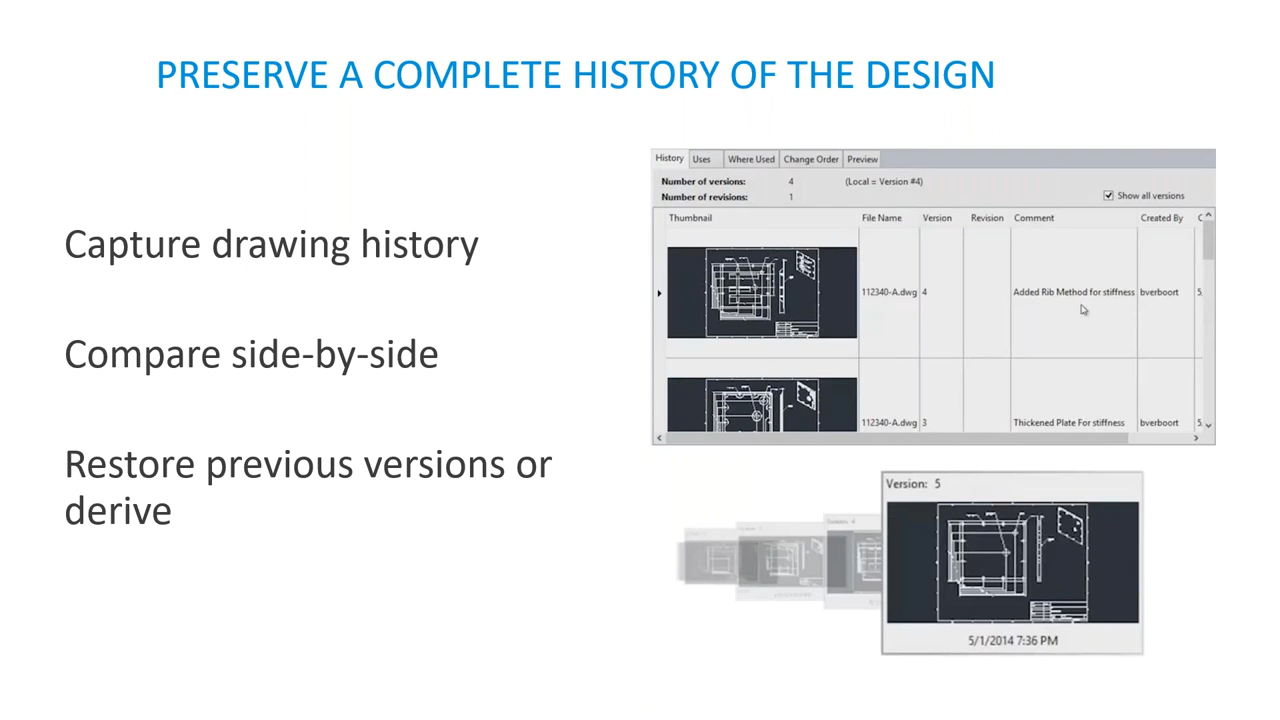 PRESERVE A COMPLETE HISTORY OF THE DESIGN
Capture drawing history
Compare side-by-side
Restore previous versions or
derive
History Uses Where Used Change Order Preview
Number of versions: 4 (Local = Version #4)
Number of revisions: 1
Show all versions
Thumbnail File Name Version Revision Comment Created By C
112340-A.dwg 4 Added Rib Method for stiffness bverboort 5
112340-A.dwg 3 Thickened Plate For stiffness bverboort 5
Version: 5
5/1/2014 7:36 PM